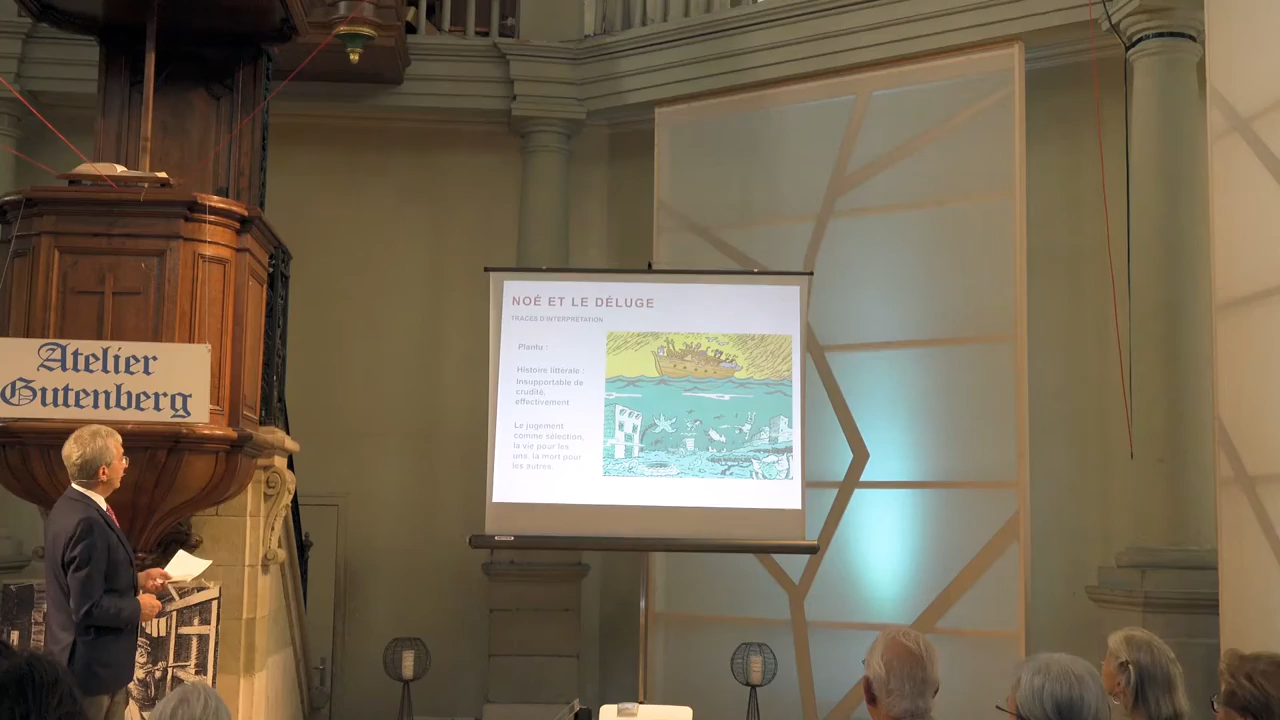 NOÉ ET LE DÉLUGE
TRACES D'INTERPRETATION
Plantu :
Histoire littérale :
Insupportable de
crudité,
effectivement
Le jugement
comme sélection,
la vie pour les
uns, la mort pour
les autres.
Atelier
Gutenberg